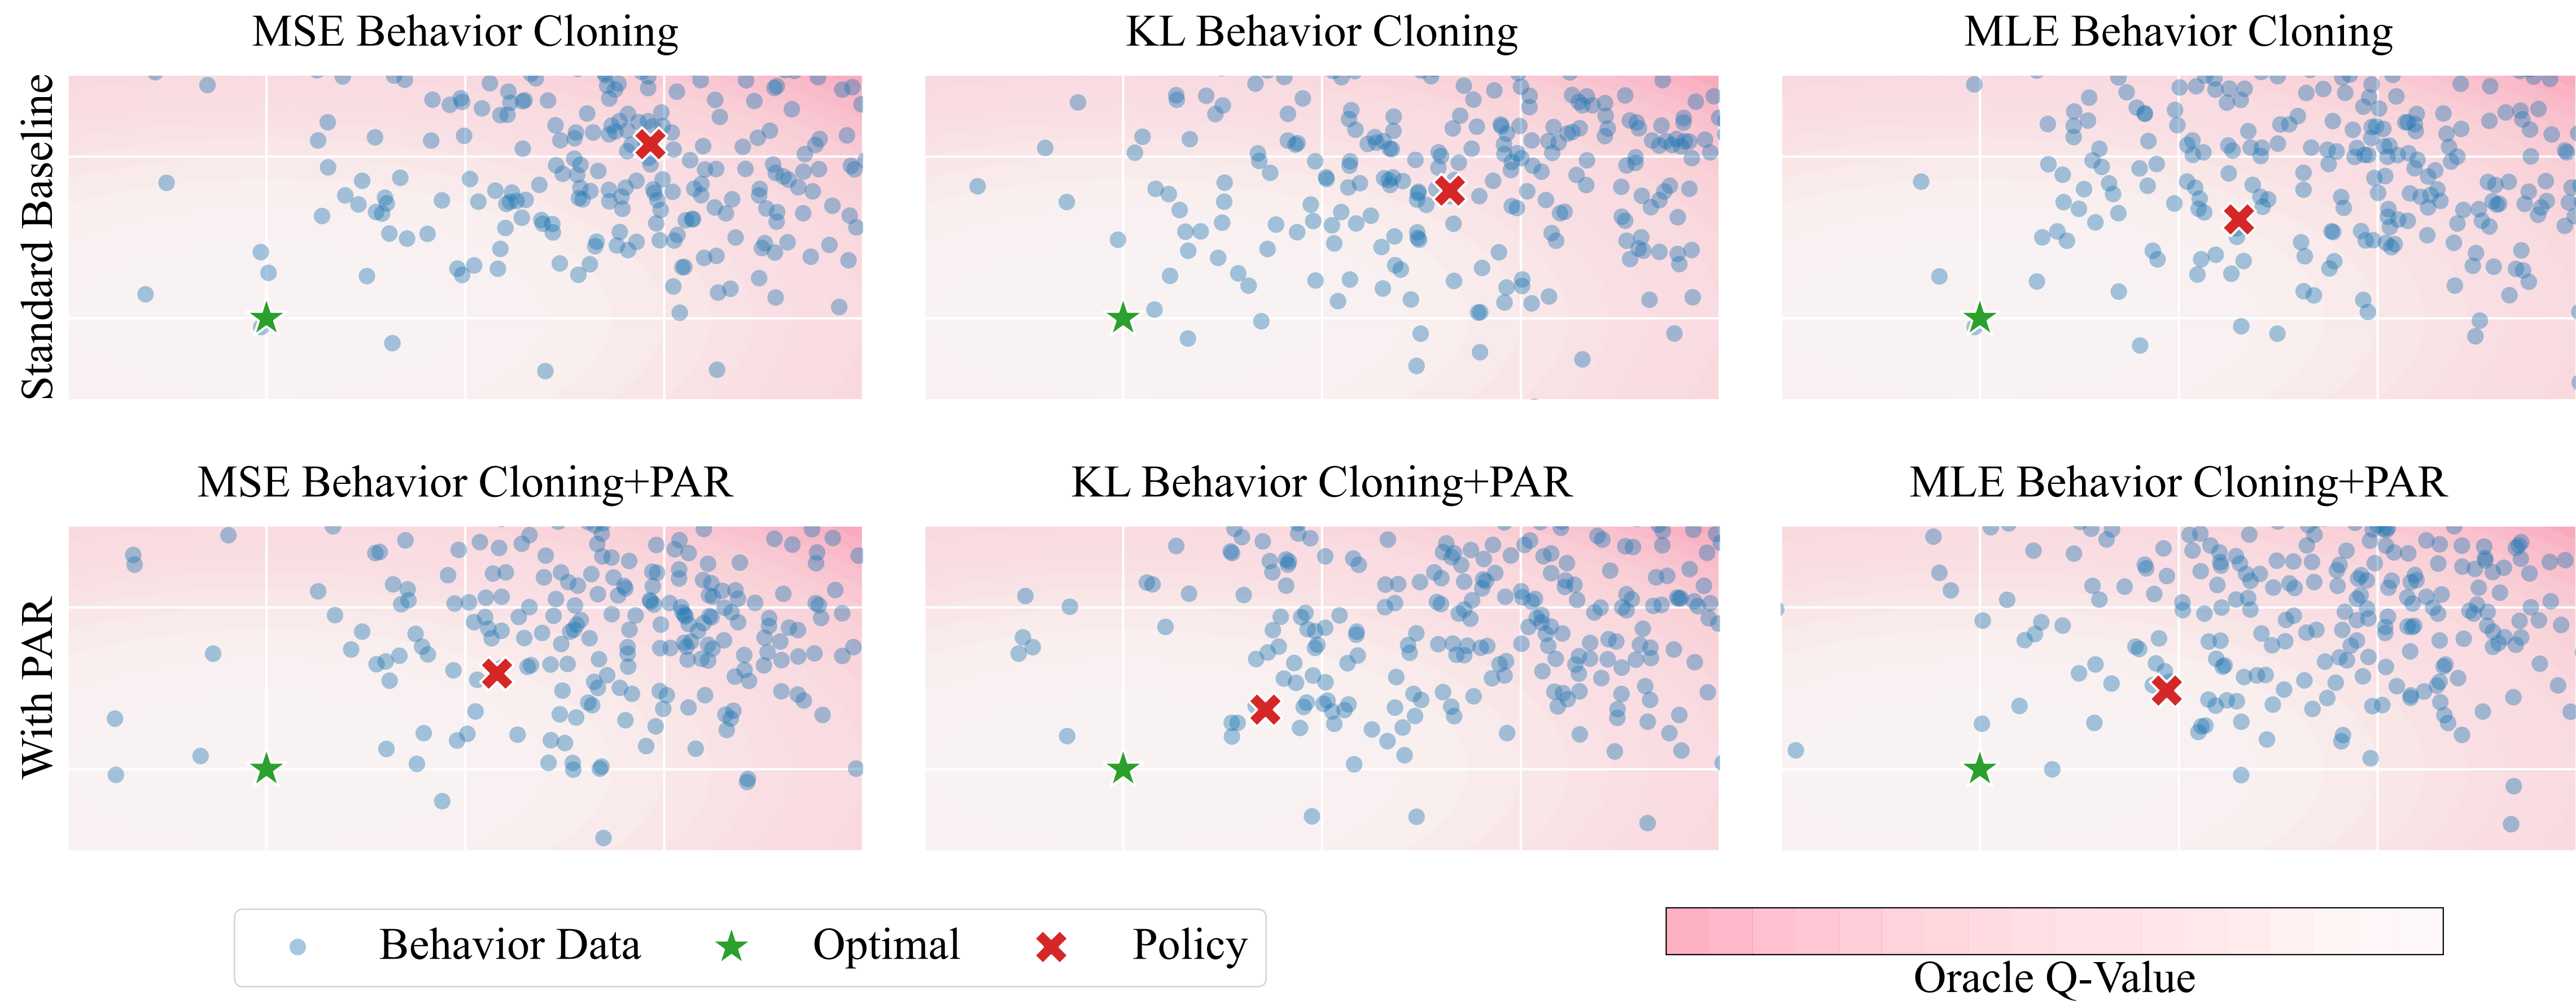 MSE Behavior Cloning
KL Behavior Cloning
MLE Behavior Cloning
Standard Baseline
MSE Behavior Cloning+PAR
KL Behavior Cloning+PAR
MLE Behavior Cloning+PAR
With PAR
Behavior Data
Optimal
Policy
Oracle Q-Value